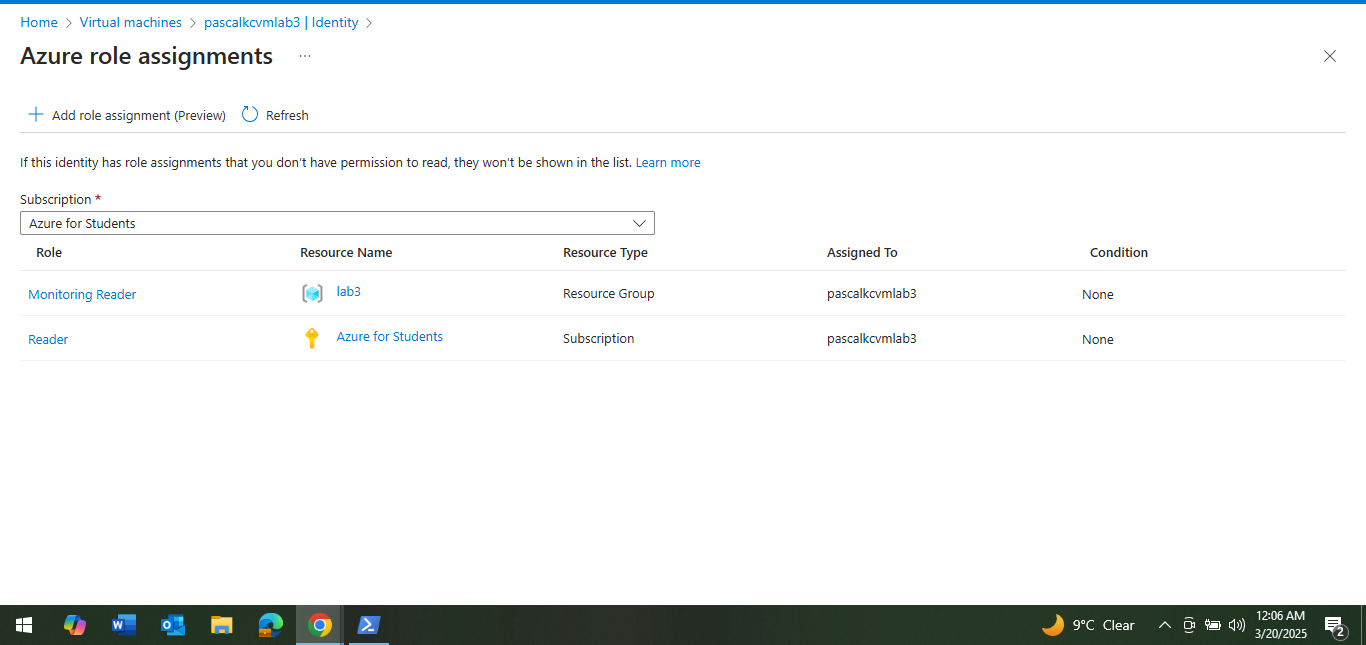 Home > Virtual machines > pascalkcvmlab3 | Identity >
Azure role assignments ...
Add role assignment (Preview) Refresh
If this identity has role assignments that you don't have permission to read, they won't be shown in the list. Learn more
Subscription *
Azure for Students
Role Resource Name Resource Type Assigned To Condition
Monitoring Reader lab3 Resource Group pascalkcvmlab3 None
Reader Azure for Students Subscription pascalkcvmlab3 None
9°C Clear
12:06 AM
3/20/2025
2